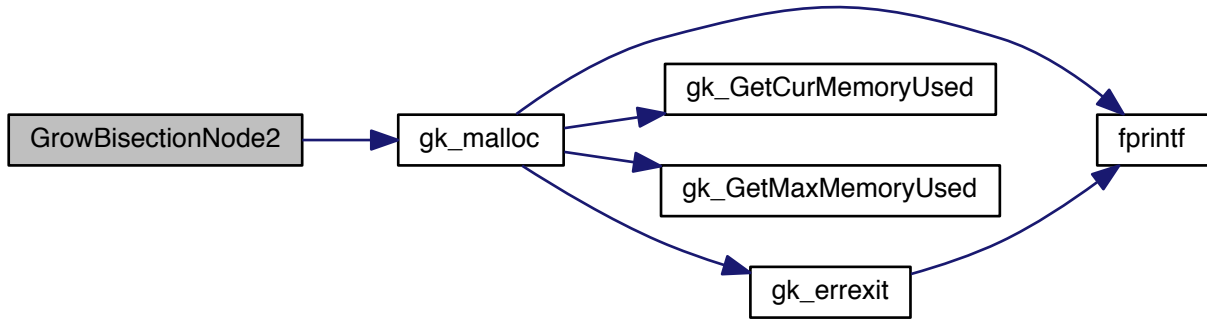 GrowBisectionNode2
gk_malloc
gk_GetCurMemoryUsed
gk_GetMaxMemoryUsed
gk_errexit
fprintf